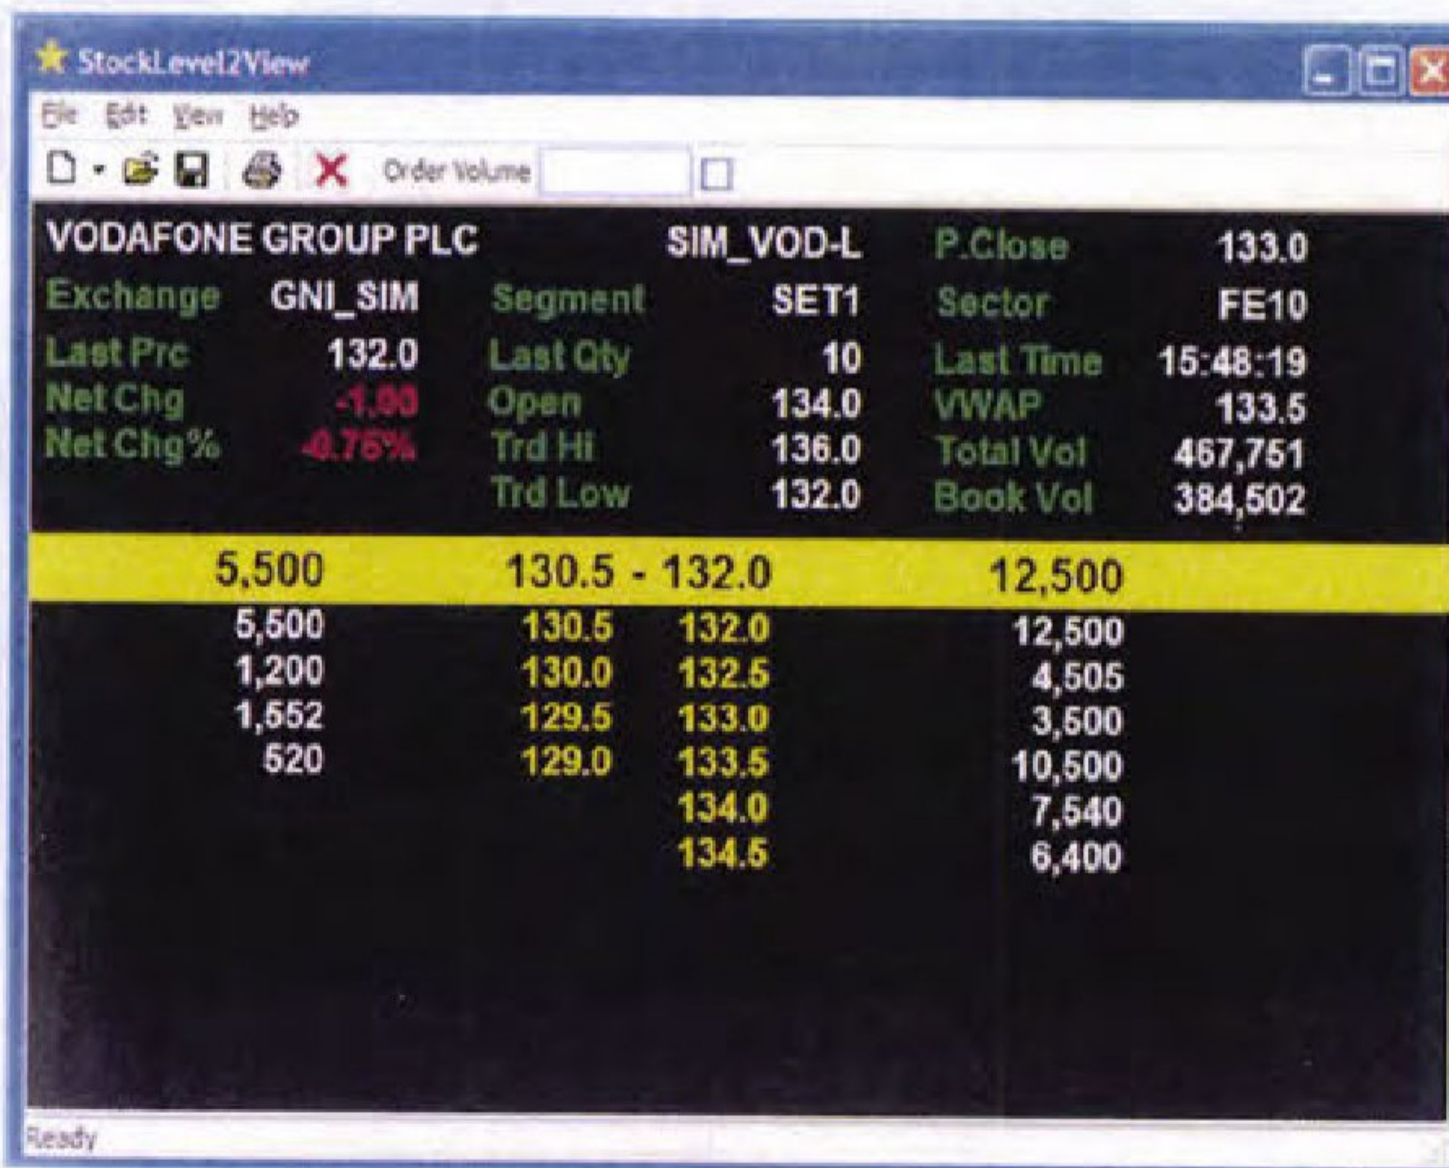 StockLevel2View
File Edit View Help
Order Volume
VODAFONE GROUP PLC SIM_VOD-L P.Close 133.0
Exchange GNI_SIM Segment SET1 Sector FE10
Last Prc 132.0 Last Qty 10 Last Time 15:48:19
Net Chg -1.00 Open 134.0 VWAP 133.5
Net Chg% -0.75% Trd Hi 136.0 Total Vol 467,751
Trd Low 132.0 Book Vol 384,502
5,500 130.5 - 132.0 12,500
5,500 130.5 132.0 12,500
1,200 130.0 132.5 4,505
1,552 129.5 133.0 3,500
520 129.0 133.5 10,500
134.0 7,540
134.5 6,400
Ready